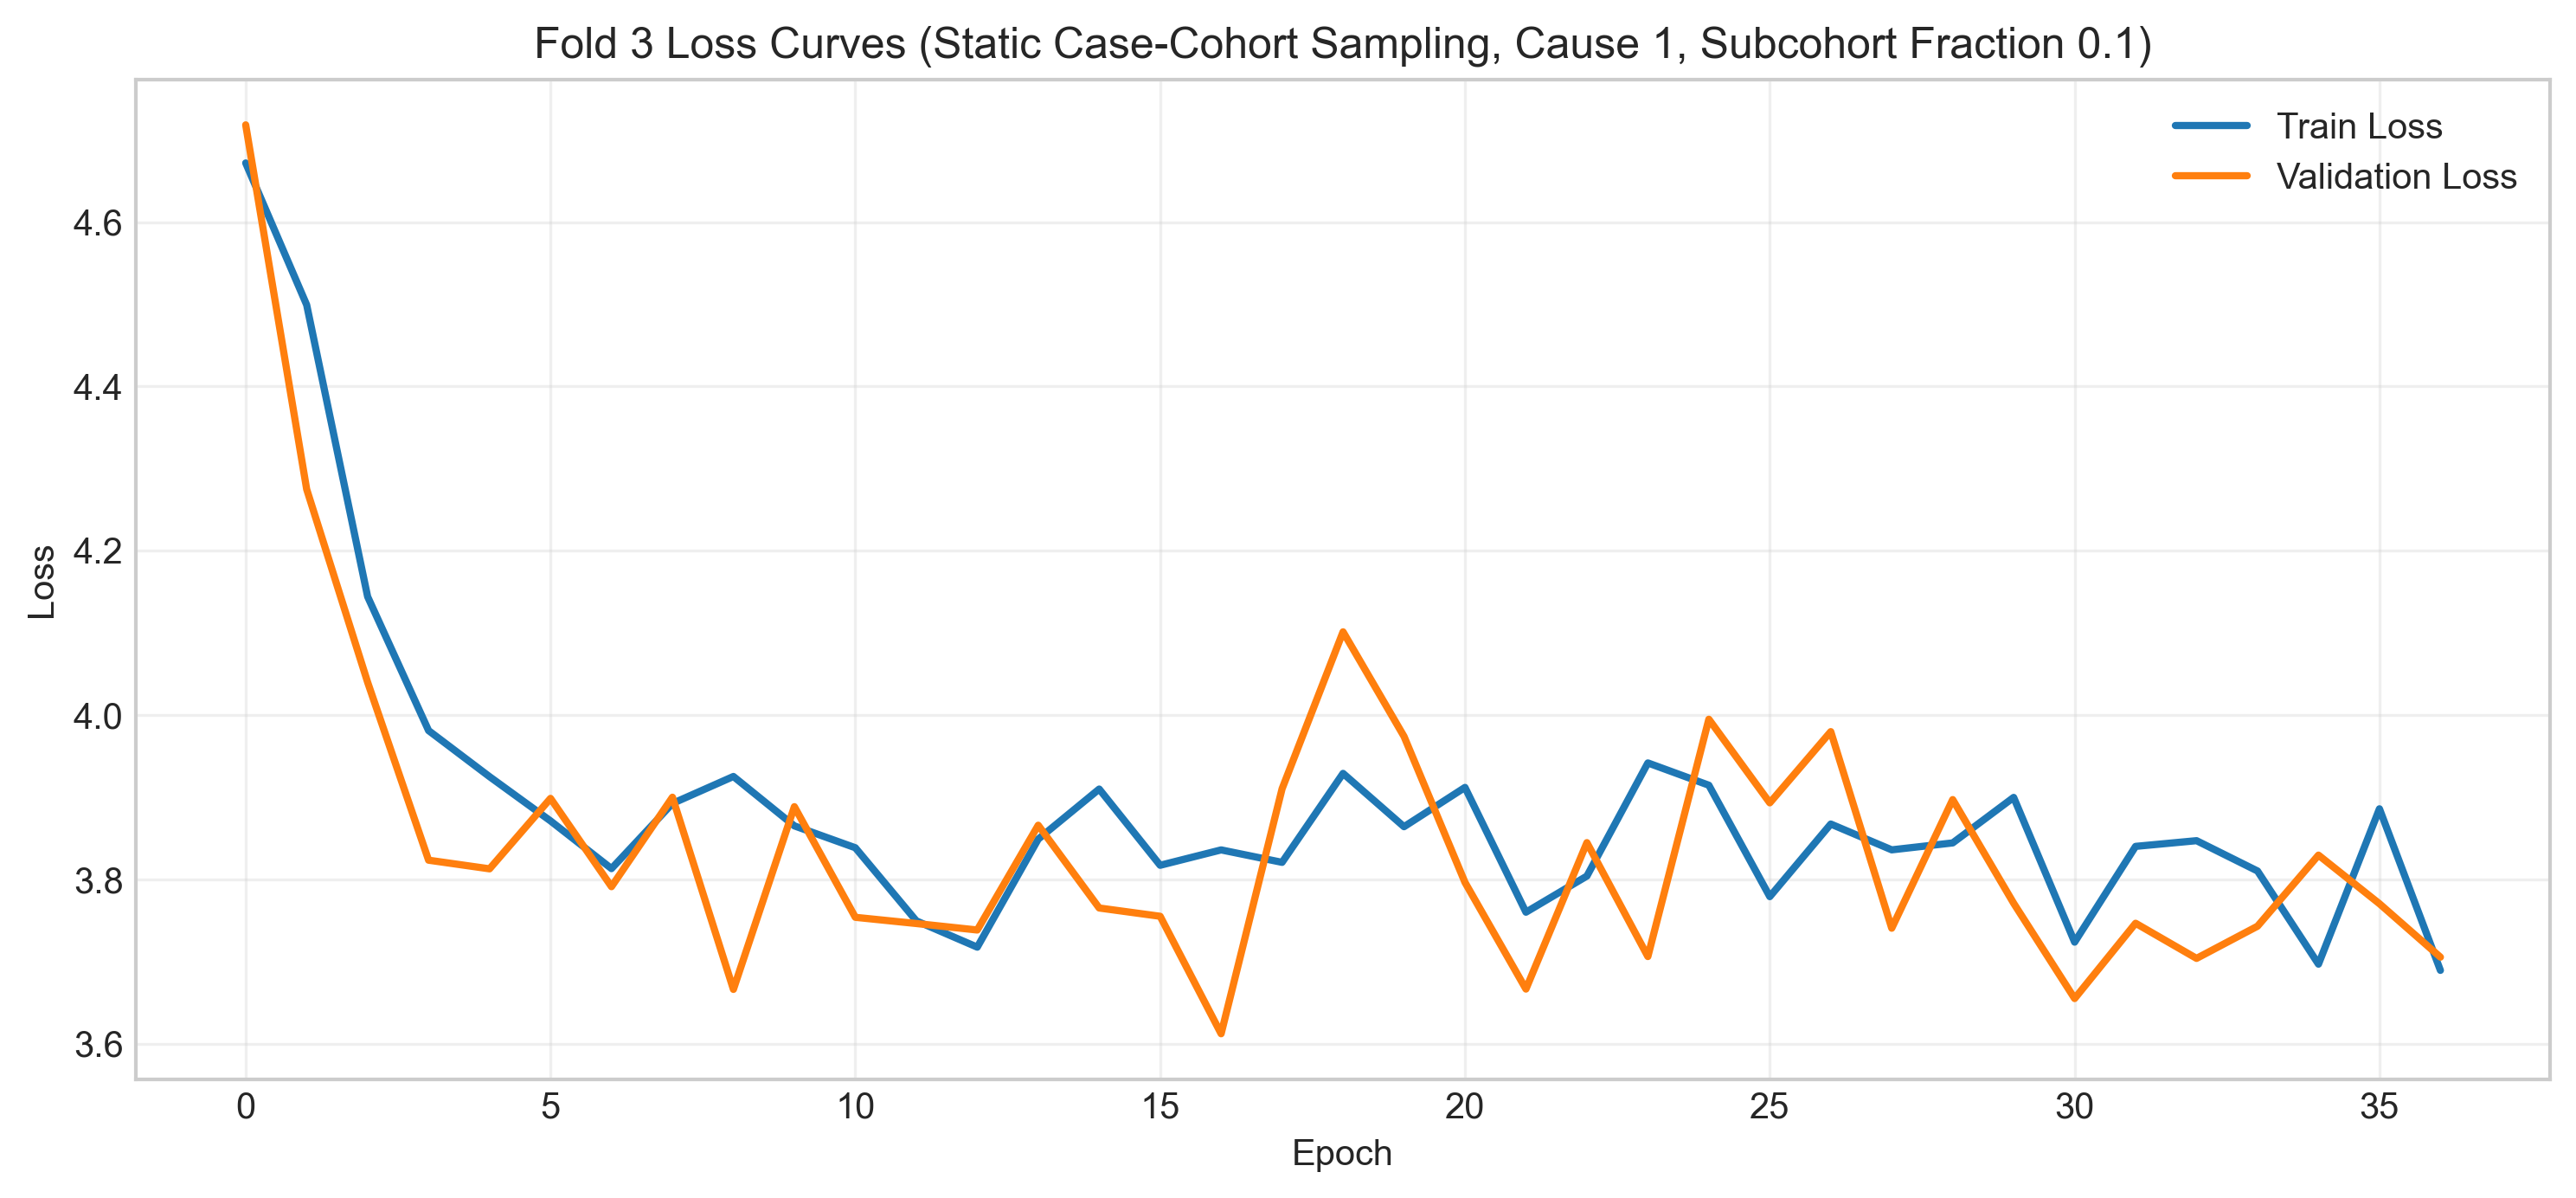 Fold 3 Loss Curves (Static Case-Cohort Sampling, Cause 1, Subcohort Fraction 0.1)
Train Loss
Validation Loss
4.6
4.4
4.2
4.0
3.8
3.6
Loss
0 5 10 15 20 25 30 35
Epoch